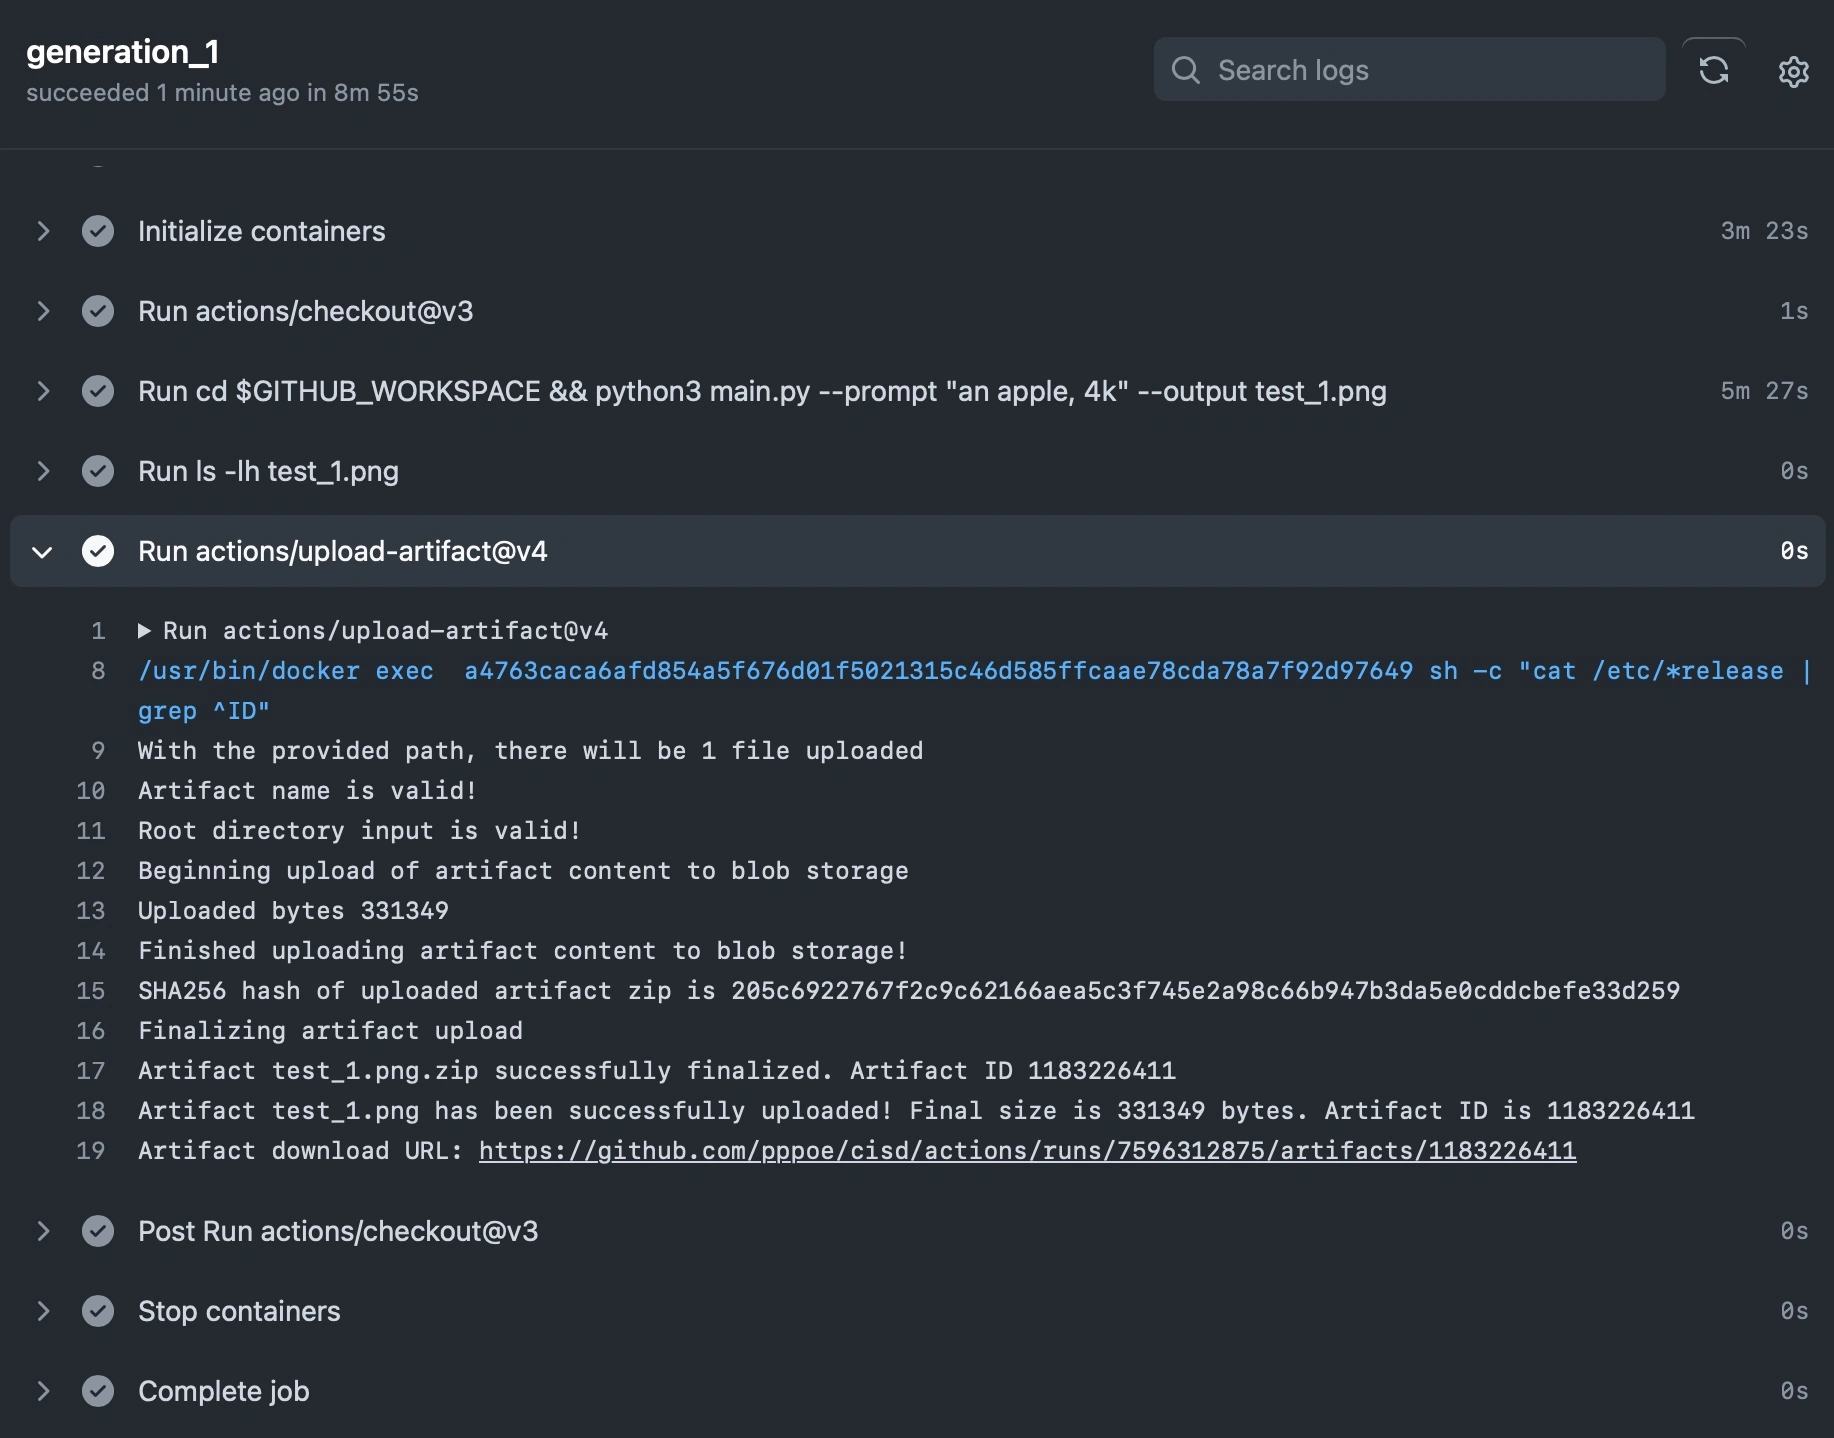 generation_1
succeeded 1 minute ago in 8m 55s
Search logs
Initialize containers 3m 23s
Run actions/checkout@v3 1s
Run cd $GITHUB_WORKSPACE && python3 main.py --prompt "an apple, 4k" --output test_1.png 5m 27s
Run ls -lh test_1.png 0s
Run actions/upload-artifact@v4 0s
1 Run actions/upload-artifact@v4
8 /usr/bin/docker exec  a4763caca6afd854a5f676d01f5021315c46d585ffcaae78cda78a7f92d97649 sh -c "cat /etc/*release |
grep ^ID"
9 With the provided path, there will be 1 file uploaded
10 Artifact name is valid!
11 Root directory input is valid!
12 Beginning upload of artifact content to blob storage
13 Uploaded bytes 331349
14 Finished uploading artifact content to blob storage!
15 SHA256 hash of uploaded artifact zip is 205c6922767f2c9c62166aea5c3f745e2a98c66b947b3da5e0cddcbefe33d259
16 Finalizing artifact upload
17 Artifact test_1.png.zip successfully finalized. Artifact ID 1183226411
18 Artifact test_1.png has been successfully uploaded! Final size is 331349 bytes. Artifact ID is 1183226411
19 Artifact download URL: https://github.com/pppoe/cisd/actions/runs/7596312875/artifacts/1183226411
Post Run actions/checkout@v3 0s
Stop containers 0s
Complete job 0s